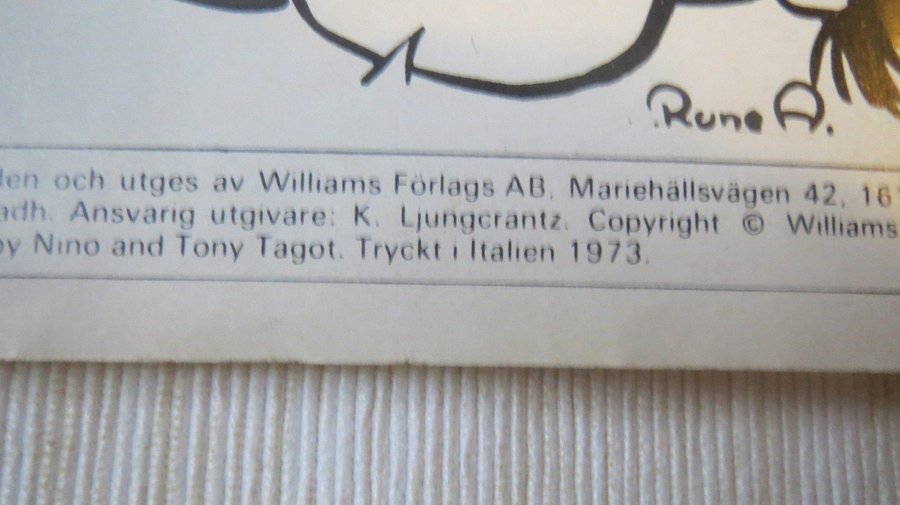 Rune A.
den och utges av Williams Förlags AB, Mariehällsvägen 42, 161
adh. Ansvarig utgivare: K. Ljungcrantz. Copyright © Williams
by Nino and Tony Tagot. Tryckt i Italien 1973.